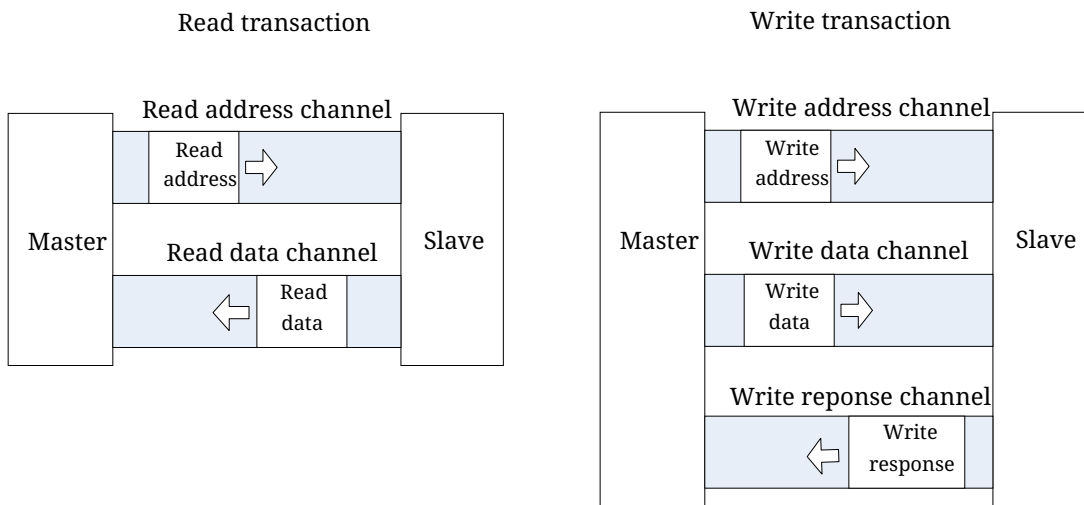 Read transaction
Write transaction
Read address channel
Read
address
Master
Slave
Read data channel
Read
data
Write address channel
Write
address
Master
Slave
Write data channel
Write
data
Write reponse channel
Write
response